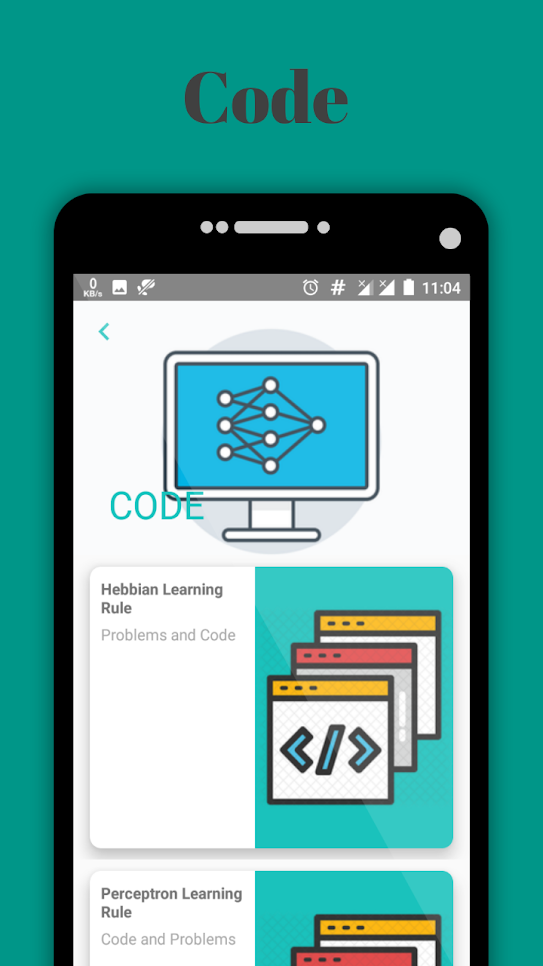 Code
0
KB/s
# 11:04
CODE
Hebbian Learning
Rule
Problems and Code
</>
Perceptron Learning
Rule
Code and Problems